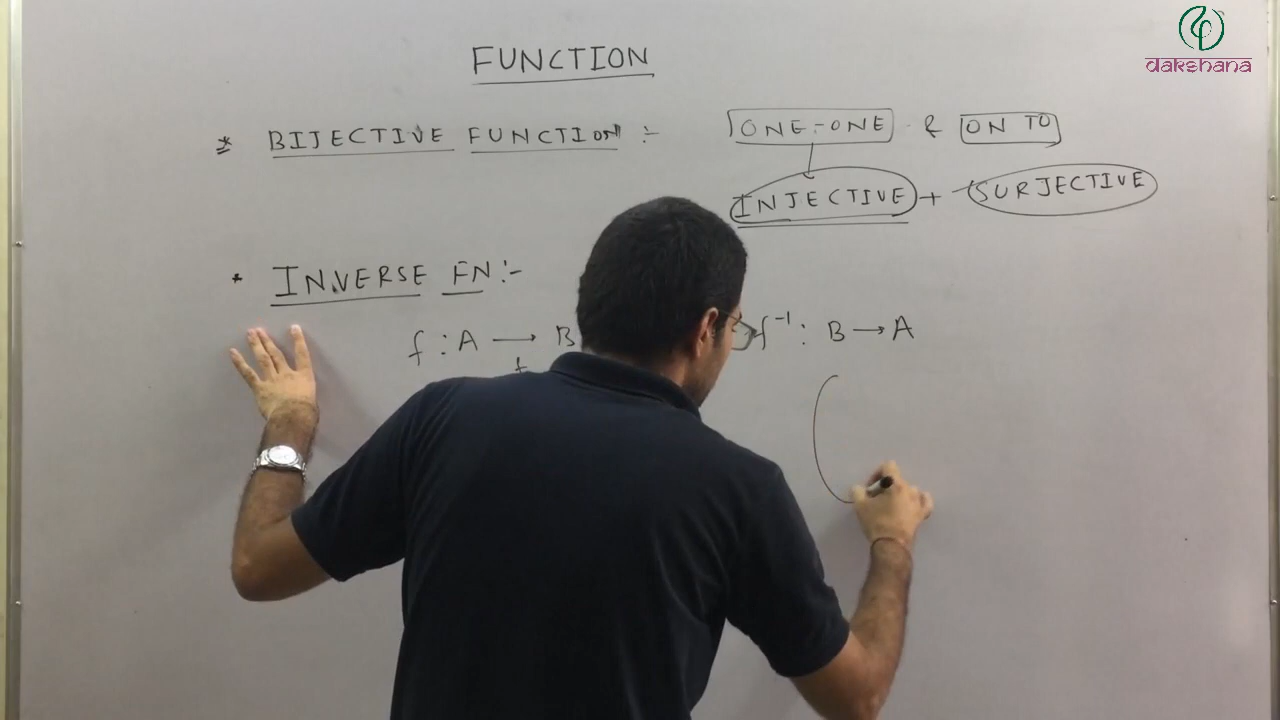 FUNCTION
dakshana
* BIJECTIVE FUNCTION :- ONE-ONE & ON TO
INJECTIVE + SURJECTIVE
* INVERSE FN :-
f : A → B f⁻¹ : B → A